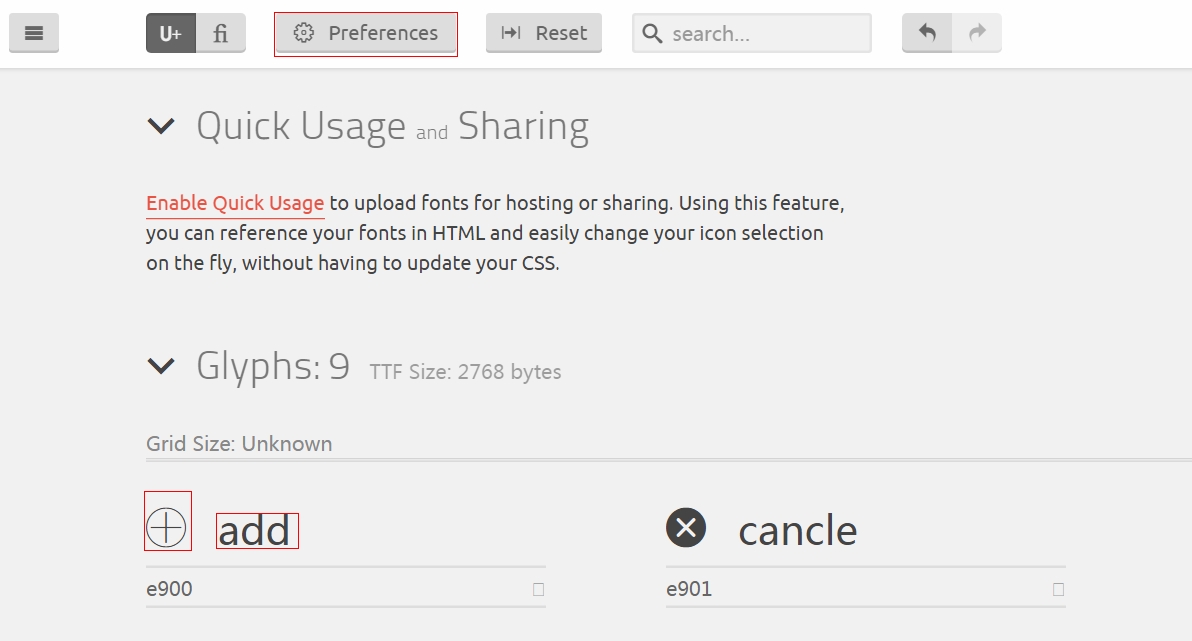 U+ fi Preferences Reset search...
Quick Usage and Sharing
Enable Quick Usage to upload fonts for hosting or sharing. Using this feature,
you can reference your fonts in HTML and easily change your icon selection
on the fly, without having to update your CSS.
Glyphs: 9 TTF Size: 2768 bytes
Grid Size: Unknown
add cancle
e900 e901